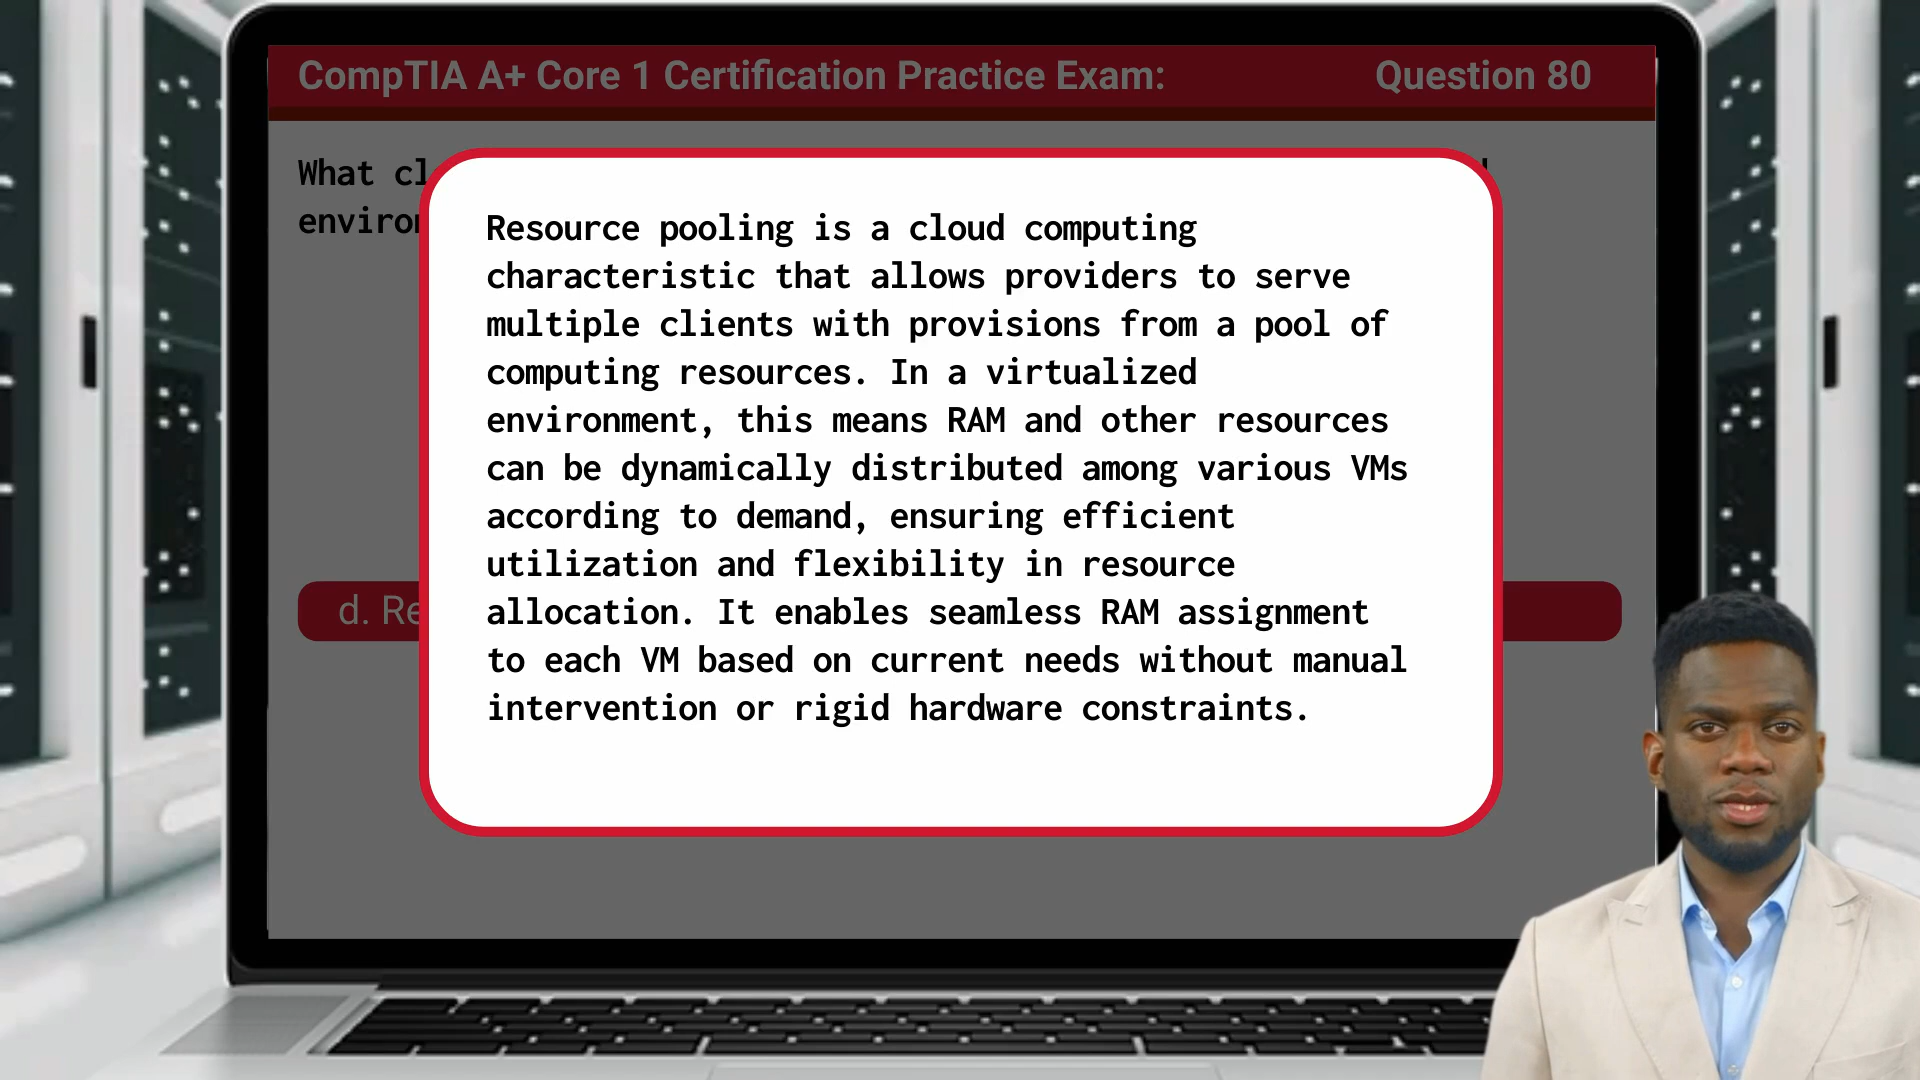 CompTIA A+ Core 1 Certification Practice Exam: Question 80
What
Resource pooling is a cloud computing
characteristic that allows providers to serve
multiple clients with provisions from a pool of
computing resources. In a virtualized
environment, this means RAM and other resources
can be dynamically distributed among various VMs
according to demand, ensuring efficient
utilization and flexibility in resource
allocation. It enables seamless RAM assignment
to each VM based on current needs without manual
intervention or rigid hardware constraints.
d.